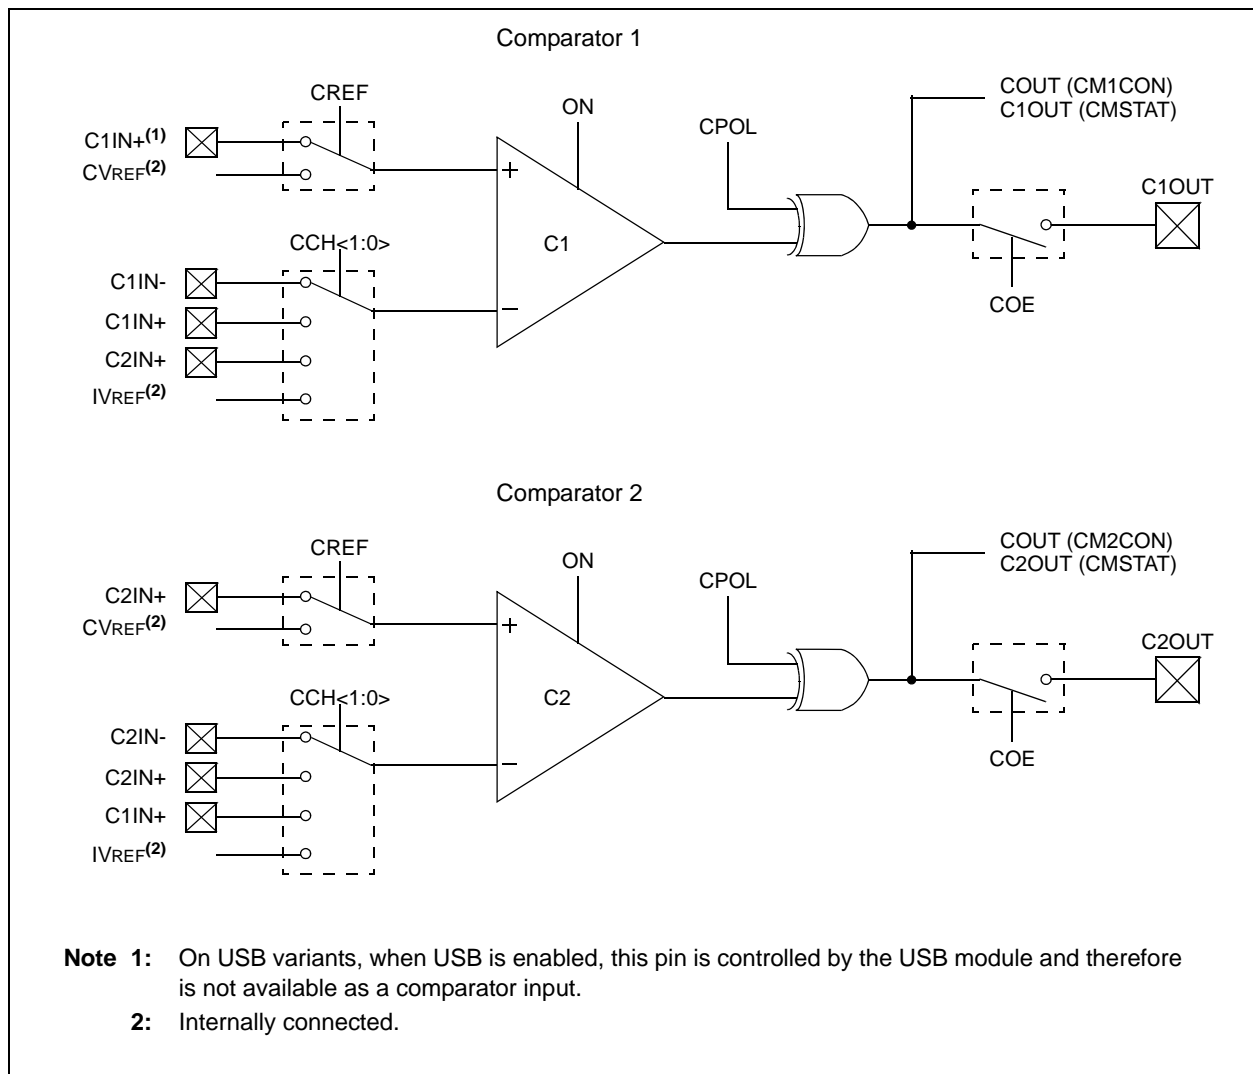 Comparator 1
CREF
C1IN+(1)
CVREF(2)
CCH<1:0>
C1IN-
C1IN+
C2IN+
IVREF(2)
ON
+
C1
–
CPOL
COUT (CM1CON)
C1OUT (CMSTAT)
C1OUT
COE
Comparator 2
CREF
C2IN+
CVREF(2)
CCH<1:0>
C2IN-
C2IN+
C1IN+
IVREF(2)
ON
+
C2
–
CPOL
COUT (CM2CON)
C2OUT (CMSTAT)
C2OUT
COE
Note 1: On USB variants, when USB is enabled, this pin is controlled by the USB module and therefore
is not available as a comparator input.
2: Internally connected.